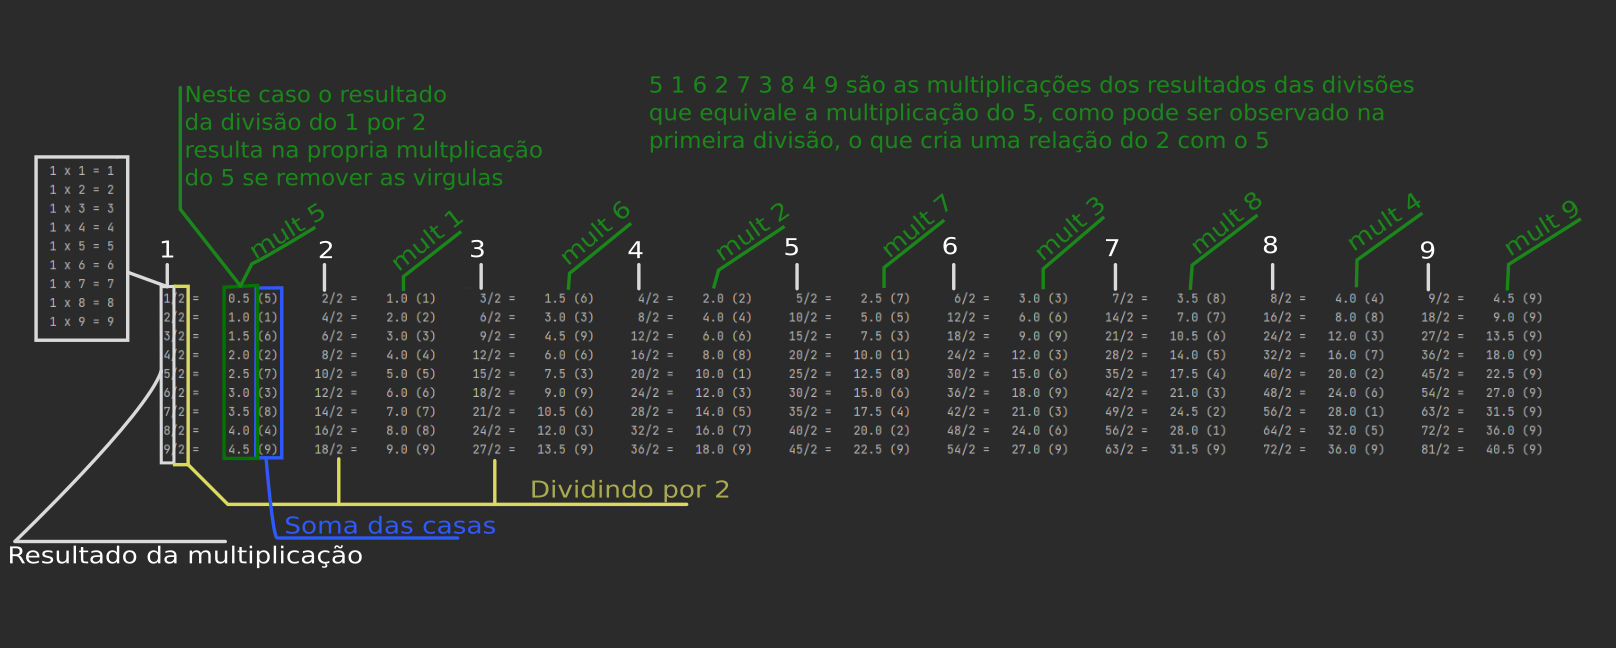 5 1 6 2 7 3 8 4 9 são as multiplicações dos resultados das divisões
que equivale a multiplicação do 5, como pode ser observado na
primeira divisão, o que cria uma relação do 2 com o 5
Neste caso o resultado
da divisão do 1 por 2
resulta na propria multplicação
do 5 se remover as virgulas
1 x 1 = 1
1 x 2 = 2
1 x 3 = 3
1 x 4 = 4
1 x 5 = 5
1 x 6 = 6
1 x 7 = 7
1 x 8 = 8
1 x 9 = 9
mult 5 mult 1 mult 6 mult 2 mult 7 mult 3 mult 8 mult 4 mult 9
1 2 3 4 5 6 7 8 9
1/2 = 0.5 (5) 2/2 = 1.0 (1) 3/2 = 1.5 (6) 4/2 = 2.0 (2) 5/2 = 2.5 (7) 6/2 = 3.0 (3) 7/2 = 3.5 (8) 8/2 = 4.0 (4) 9/2 = 4.5 (9)
2/2 = 1.0 (1) 4/2 = 2.0 (2) 6/2 = 3.0 (3) 8/2 = 4.0 (4) 10/2 = 5.0 (5) 12/2 = 6.0 (6) 14/2 = 7.0 (7) 16/2 = 8.0 (8) 18/2 = 9.0 (9)
3/2 = 1.5 (6) 6/2 = 3.0 (3) 9/2 = 4.5 (9) 12/2 = 6.0 (6) 15/2 = 7.5 (3) 18/2 = 9.0 (9) 21/2 = 10.5 (6) 24/2 = 12.0 (3) 27/2 = 13.5 (9)
4/2 = 2.0 (2) 8/2 = 4.0 (4) 12/2 = 6.0 (6) 16/2 = 8.0 (8) 20/2 = 10.0 (1) 24/2 = 12.0 (3) 28/2 = 14.0 (5) 32/2 = 16.0 (7) 36/2 = 18.0 (9)
5/2 = 2.5 (7) 10/2 = 5.0 (5) 15/2 = 7.5 (3) 20/2 = 10.0 (1) 25/2 = 12.5 (8) 30/2 = 15.0 (6) 35/2 = 17.5 (4) 40/2 = 20.0 (2) 45/2 = 22.5 (9)
6/2 = 3.0 (3) 12/2 = 6.0 (6) 18/2 = 9.0 (9) 24/2 = 12.0 (3) 30/2 = 15.0 (6) 36/2 = 18.0 (9) 42/2 = 21.0 (3) 48/2 = 24.0 (6) 54/2 = 27.0 (9)
7/2 = 3.5 (8) 14/2 = 7.0 (7) 21/2 = 10.5 (6) 28/2 = 14.0 (5) 35/2 = 17.5 (4) 42/2 = 21.0 (3) 49/2 = 24.5 (2) 56/2 = 28.0 (1) 63/2 = 31.5 (9)
8/2 = 4.0 (4) 16/2 = 8.0 (8) 24/2 = 12.0 (3) 32/2 = 16.0 (7) 40/2 = 20.0 (2) 48/2 = 24.0 (6) 56/2 = 28.0 (1) 64/2 = 32.0 (5) 72/2 = 36.0 (9)
9/2 = 4.5 (9) 18/2 = 9.0 (9) 27/2 = 13.5 (9) 36/2 = 18.0 (9) 45/2 = 22.5 (9) 54/2 = 27.0 (9) 63/2 = 31.5 (9) 72/2 = 36.0 (9) 81/2 = 40.5 (9)
Dividindo por 2
Soma das casas
Resultado da multiplicação